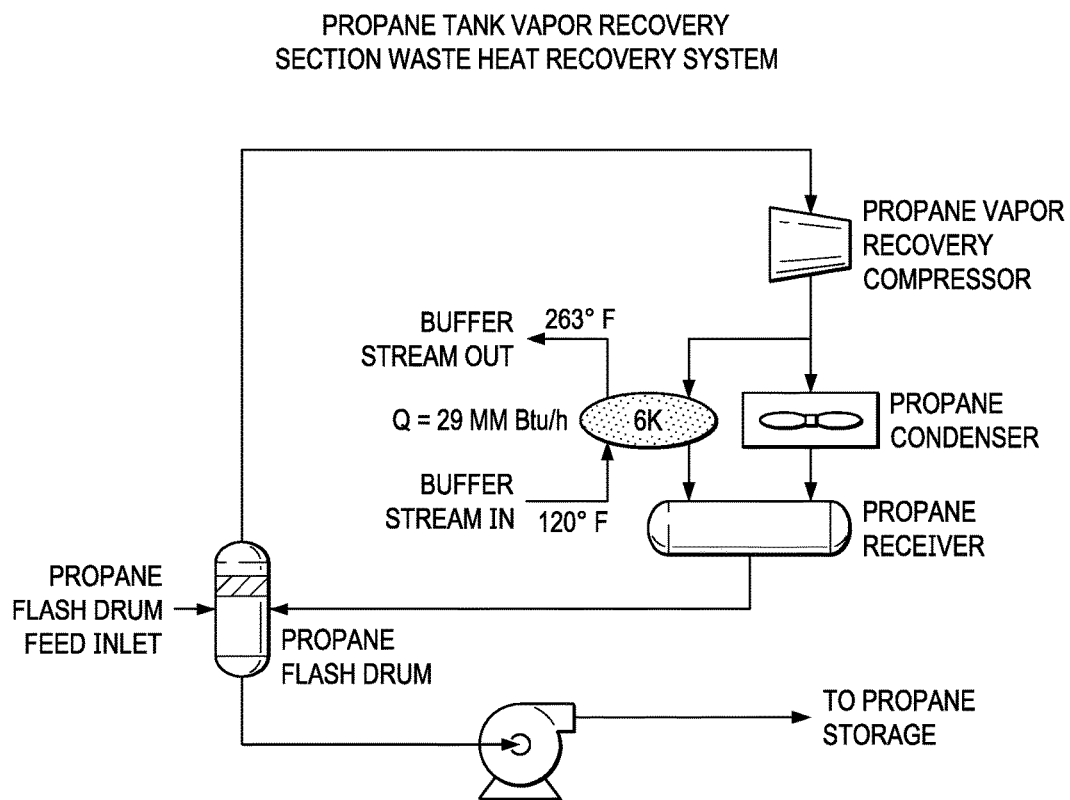 PROPANE TANK VAPOR RECOVERY
SECTION WASTE HEAT RECOVERY SYSTEM
PROPANE VAPOR
RECOVERY
COMPRESSOR
BUFFER
STREAM OUT
263° F
Q = 29 MM Btu/h
6K
PROPANE
CONDENSER
BUFFER
STREAM IN
120° F
PROPANE
RECEIVER
PROPANE
FLASH DRUM
FEED INLET
PROPANE
FLASH DRUM
TO PROPANE
STORAGE